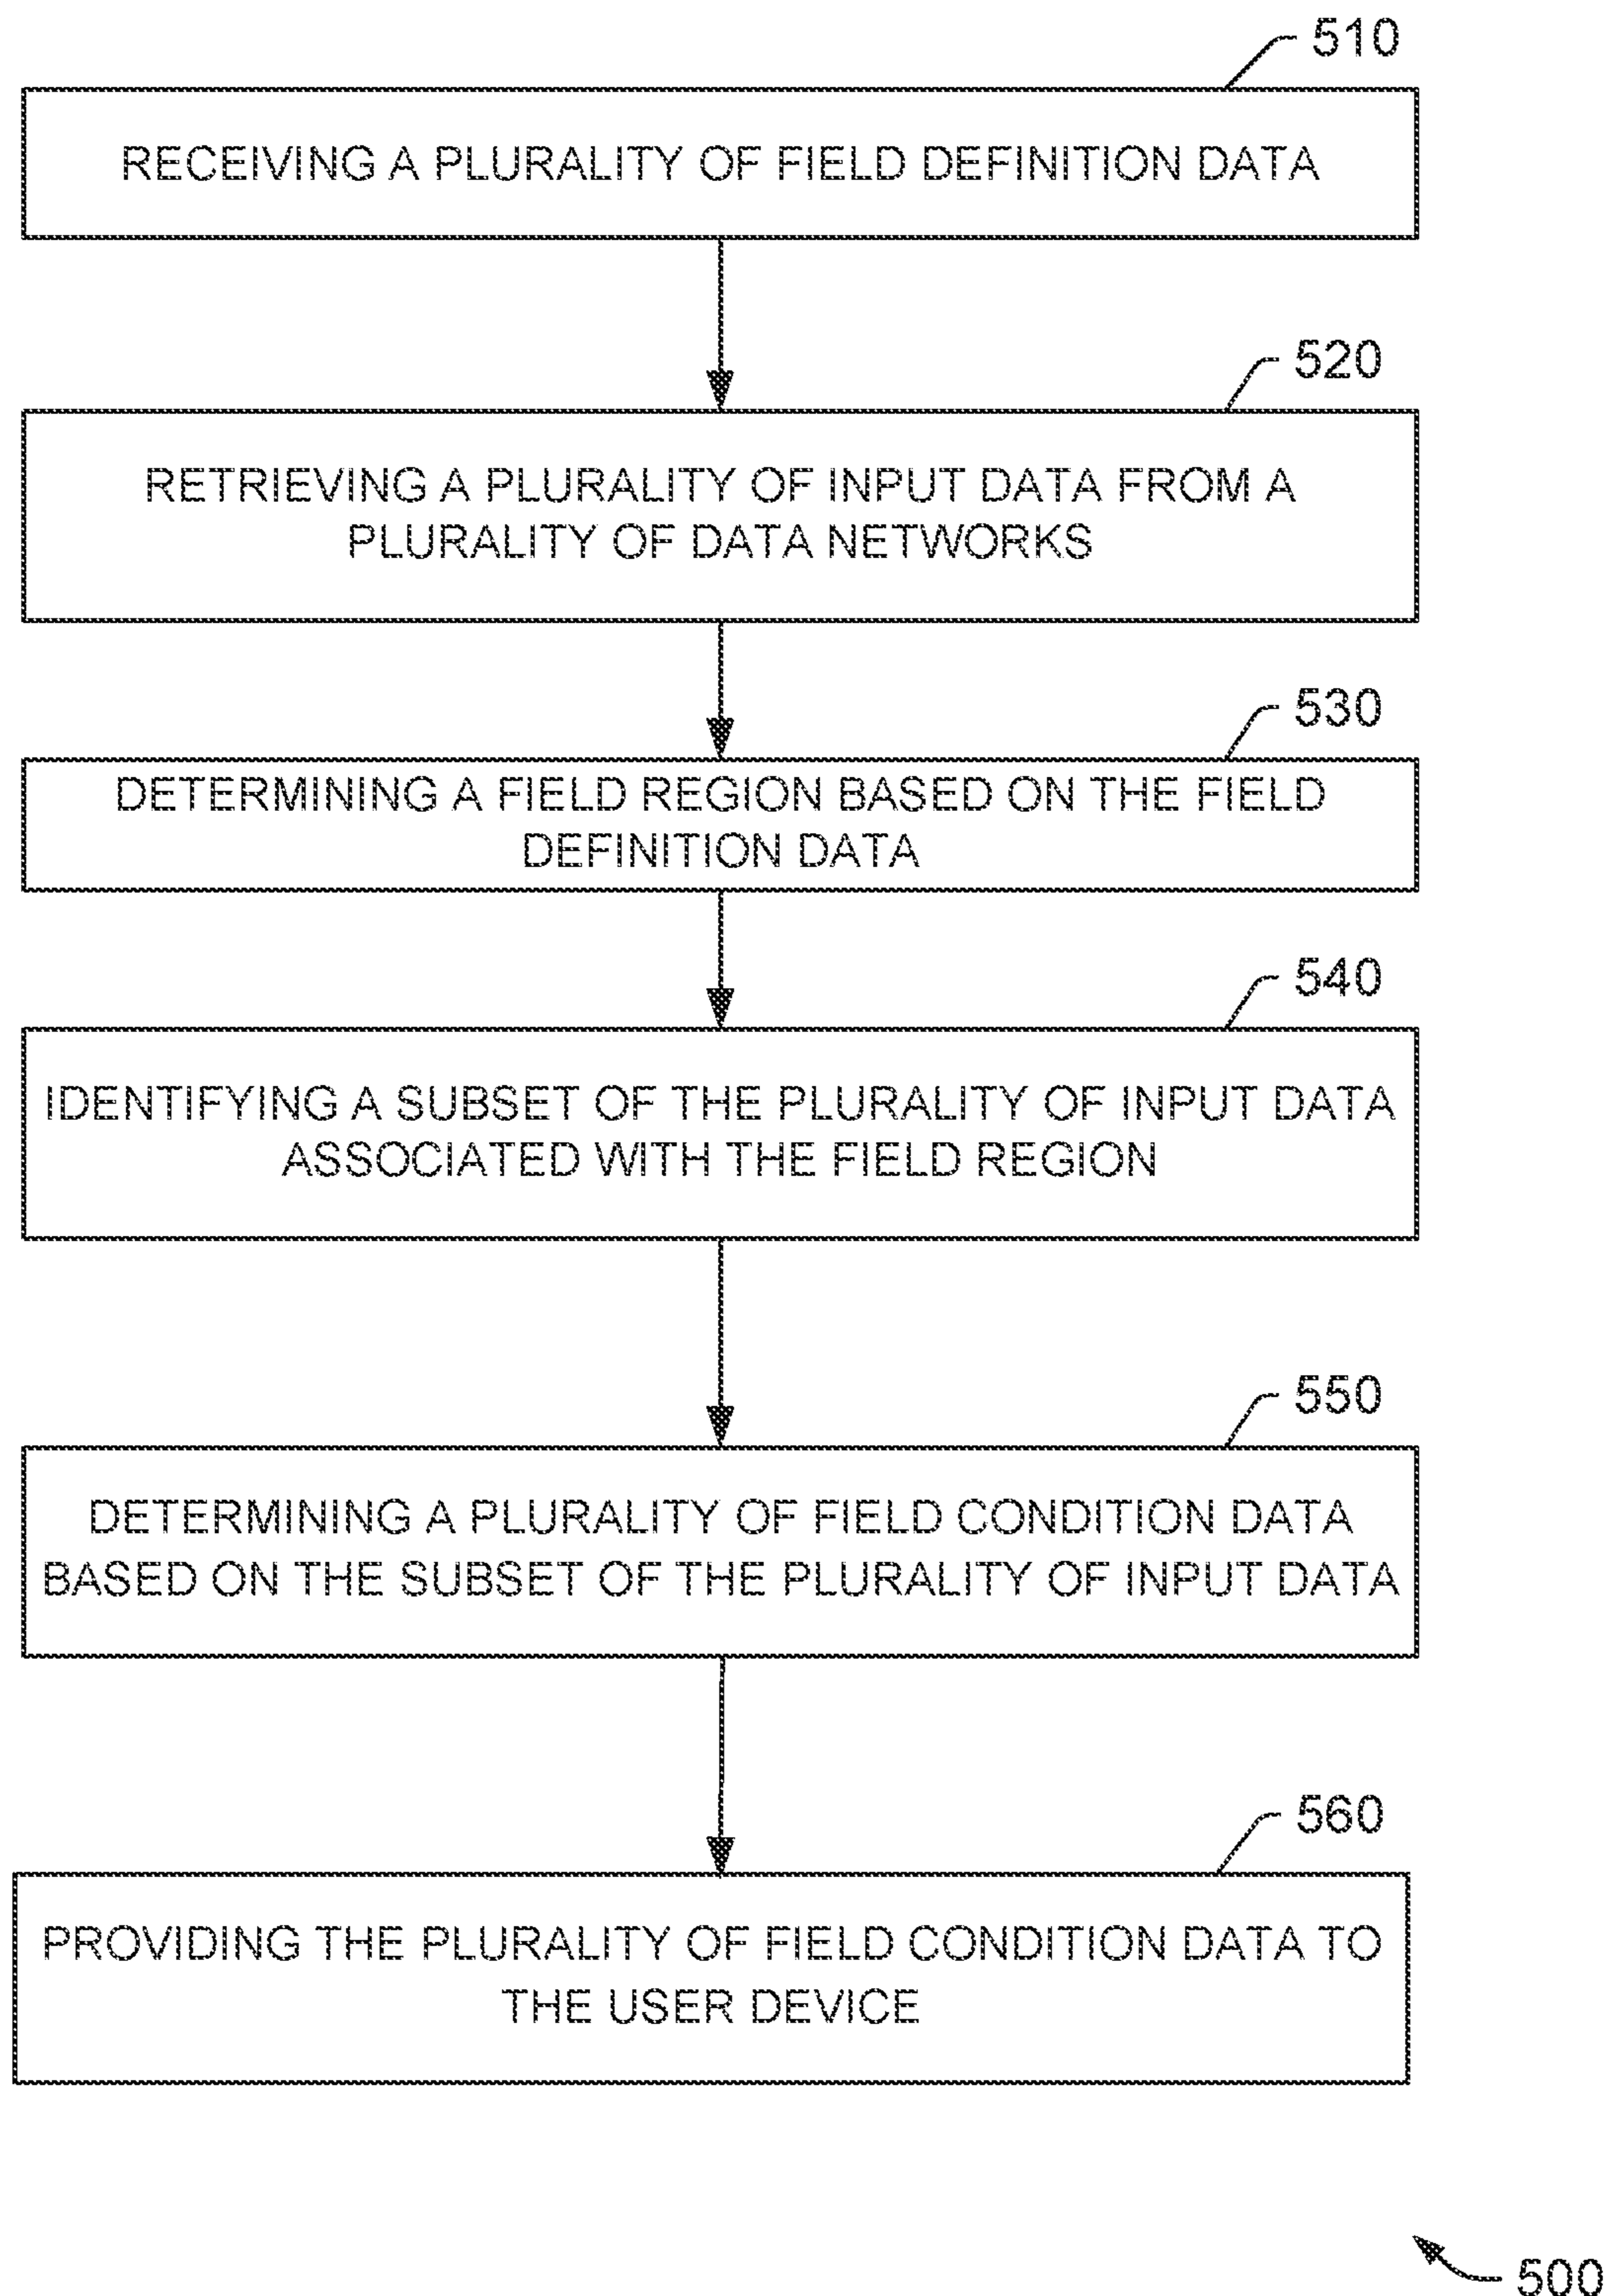 510
RECEIVING A PLURALITY OF FIELD DEFINITION DATA
520
RETRIEVING A PLURALITY OF INPUT DATA FROM A
PLURALITY OF DATA NETWORKS
530
DETERMINING A FIELD REGION BASED ON THE FIELD
DEFINITION DATA
540
IDENTIFYING A SUBSET OF THE PLURALITY OF INPUT DATA
ASSOCIATED WITH THE FIELD REGION
550
DETERMINING A PLURALITY OF FIELD CONDITION DATA
BASED ON THE SUBSET OF THE PLURALITY OF INPUT DATA
560
PROVIDING THE PLURALITY OF FIELD CONDITION DATA TO
THE USER DEVICE
500